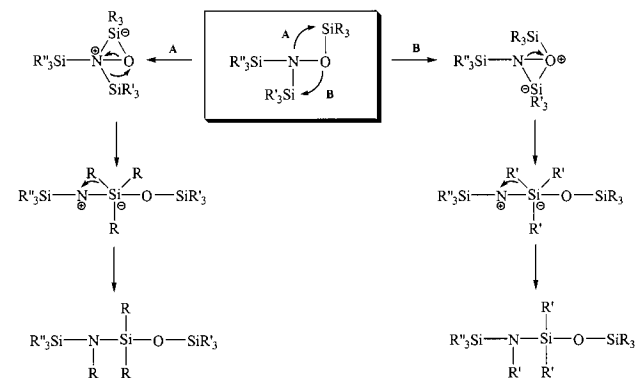 R₃
Si⊖
R''₃Si—N⊕—O
SiR'₃
A
SiR₃
A
R''₃Si—N—O
R'₃Si
B
B
R₃Si
R''₃Si—N—O⊕
⊖Si
R'₃
R R
R''₃Si—N—Si—O—SiR'₃
⊕ ⊖
R
R' R'
R''₃Si—N—Si—O—SiR₃
⊕ ⊖
R'
R
R''₃Si—N—Si—O—SiR'₃
R R
R'
R''₃Si—N—Si—O—SiR₃
R' R'